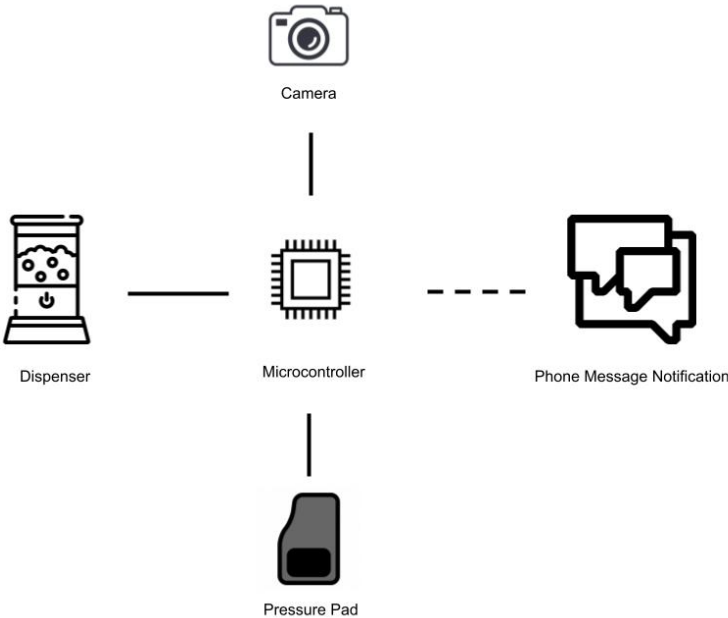 Camera
Dispenser
Microcontroller
Phone Message Notification
Pressure Pad